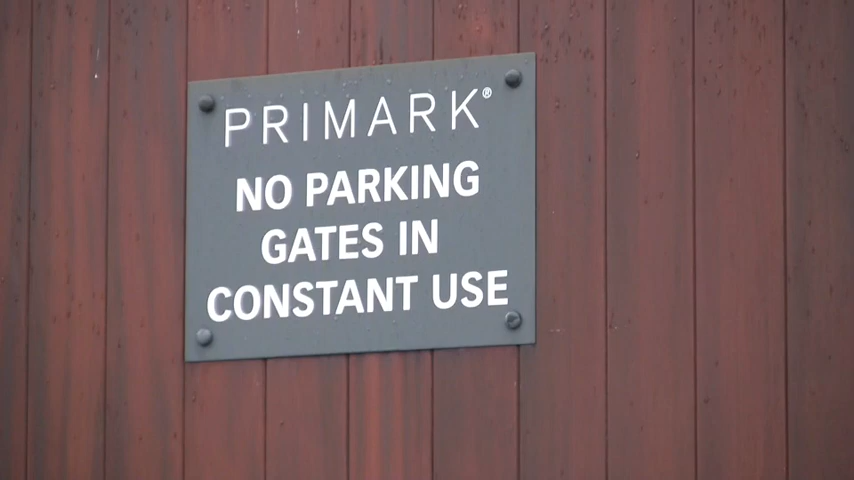 PRIMARK®
NO PARKING
GATES IN
CONSTANT USE